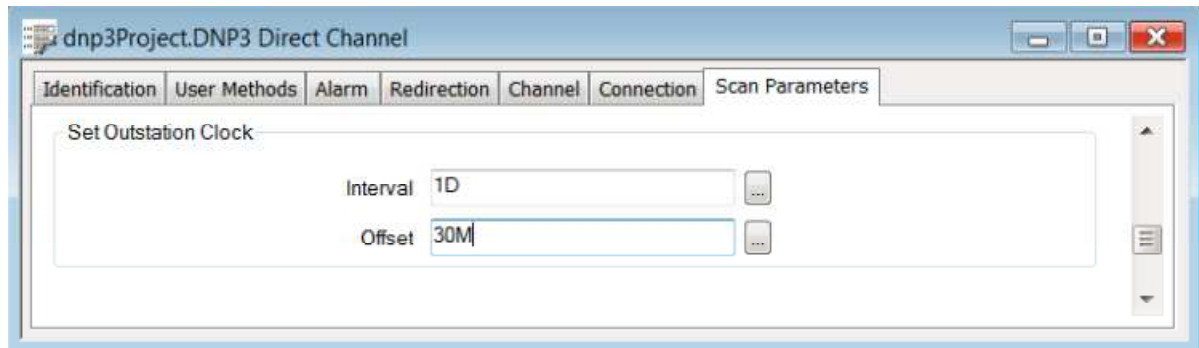 dnp3Project.DNP3 Direct Channel
Identification User Methods Alarm Redirection Channel Connection Scan Parameters
Set Outstation Clock
Interval 1D ...
Offset 30M ...